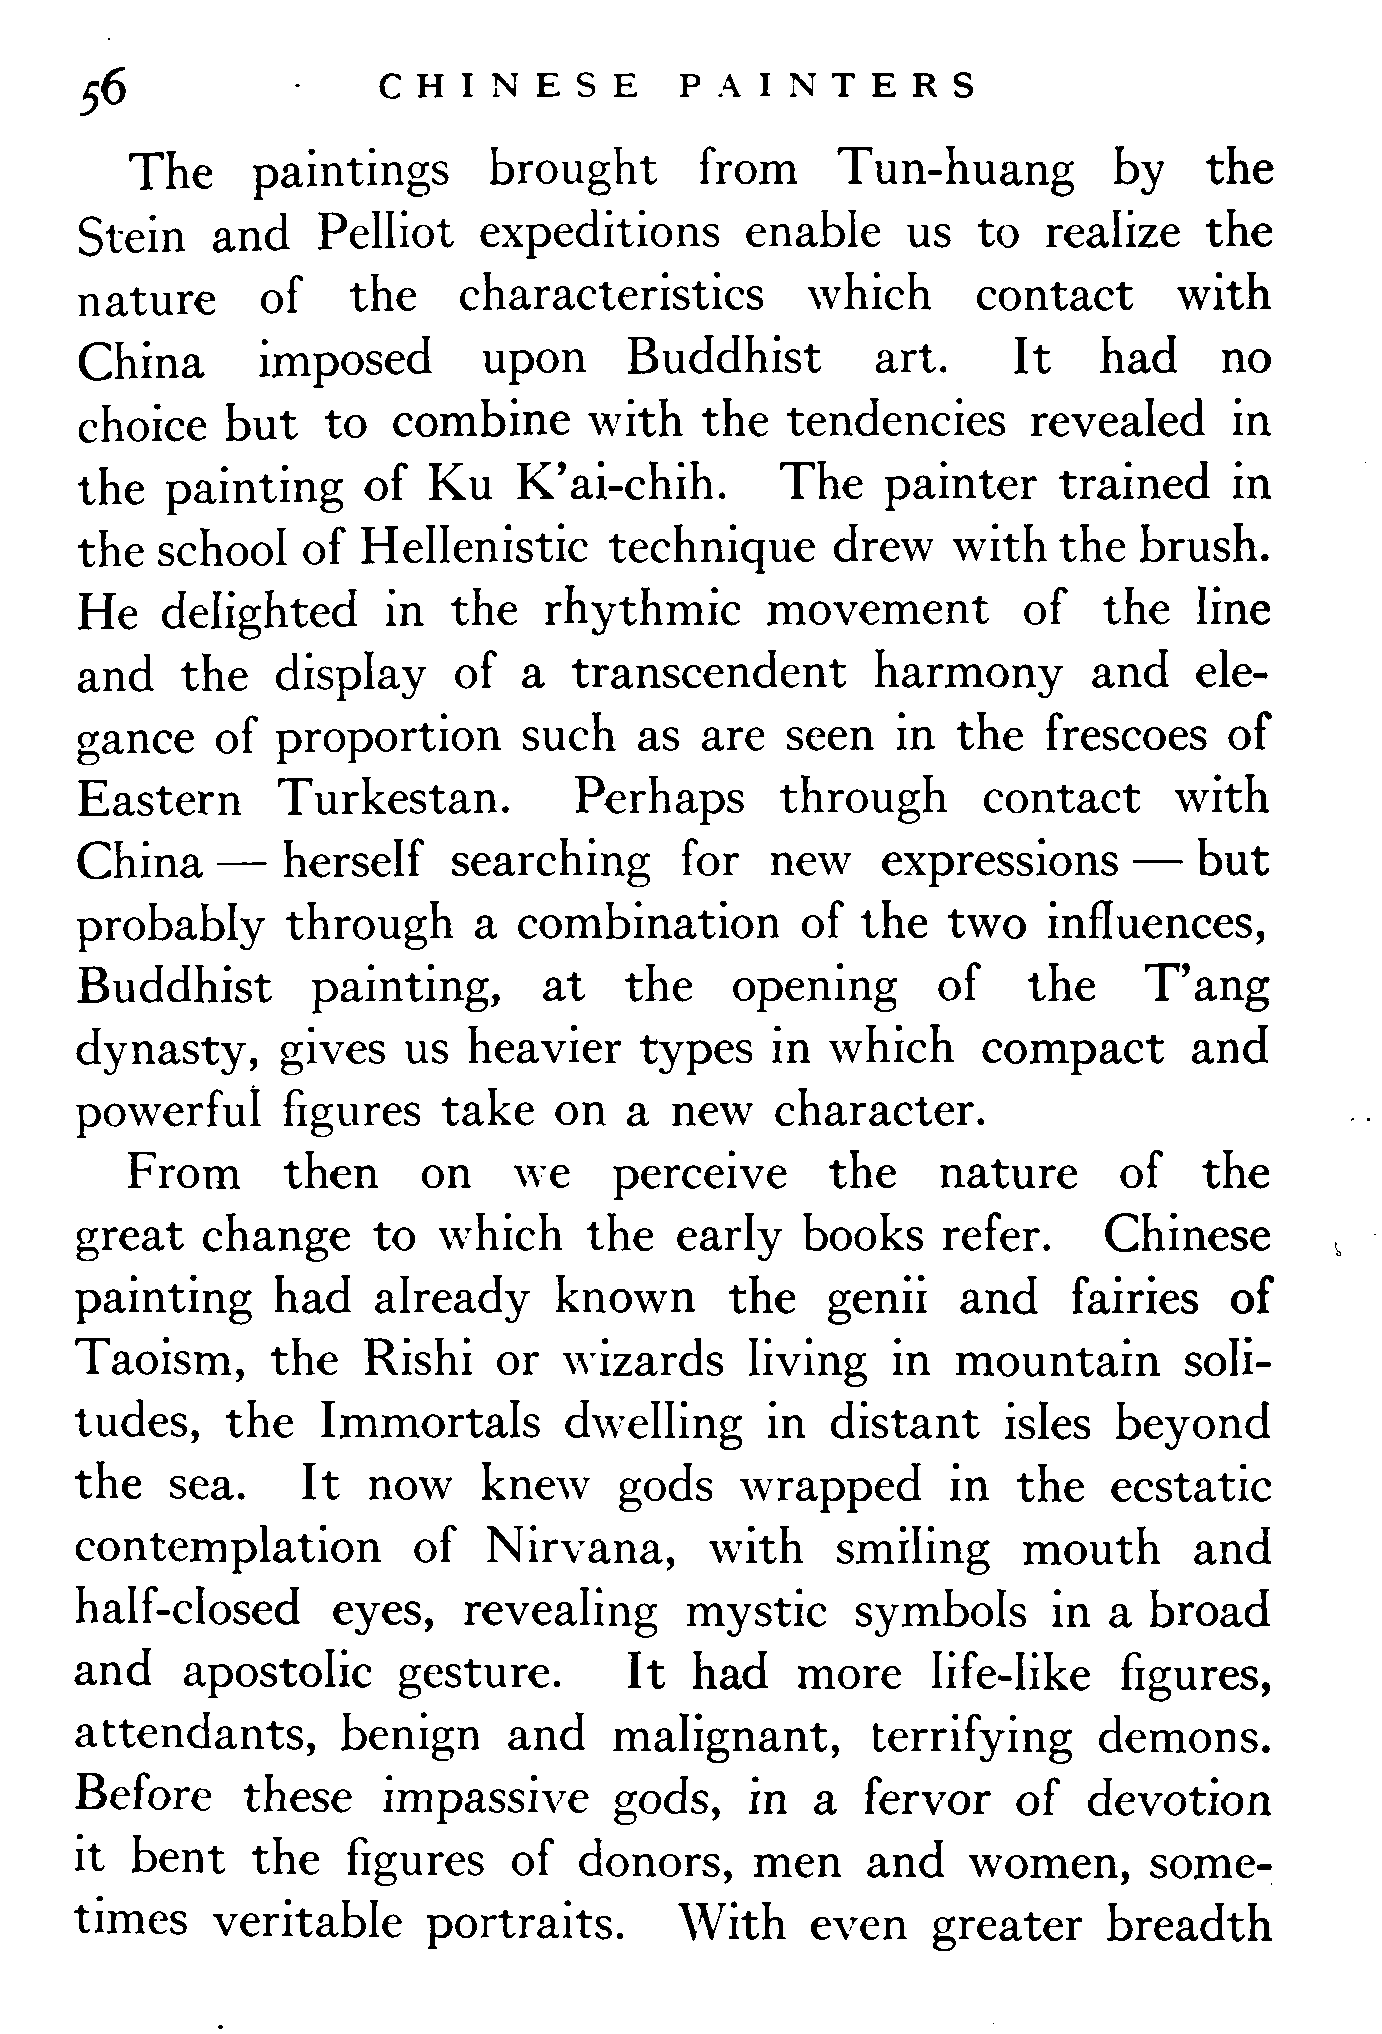 56 CHINESE PAINTERS
The paintings brought from Tun-huang by the
Stein and Pelliot expeditions enable us to realize the
nature of the characteristics which contact with
China imposed upon Buddhist art. It had no
choice but to combine with the tendencies revealed in
the painting of Ku K’ai-chih. The painter trained in
the school of Hellenistic technique drew with the brush.
He delighted in the rhythmic movement of the line
and the display of a transcendent harmony and ele-
gance of proportion such as are seen in the frescoes of
Eastern Turkestan. Perhaps through contact with
China — herself searching for new expressions — but
probably through a combination of the two influences,
Buddhist painting, at the opening of the T’ang
dynasty, gives us heavier types in which compact and
powerful figures take on a new character.
From then on we perceive the nature of the
great change to which the early books refer. Chinese
painting had already known the genii and fairies of
Taoism, the Rishi or wizards living in mountain soli-
tudes, the Immortals dwelling in distant isles beyond
the sea. It now knew gods wrapped in the ecstatic
contemplation of Nirvana, with smiling mouth and
half-closed eyes, revealing mystic symbols in a broad
and apostolic gesture. It had more life-like figures,
attendants, benign and malignant, terrifying demons.
Before these impassive gods, in a fervor of devotion
it bent the figures of donors, men and women, some-
times veritable portraits. With even greater breadth